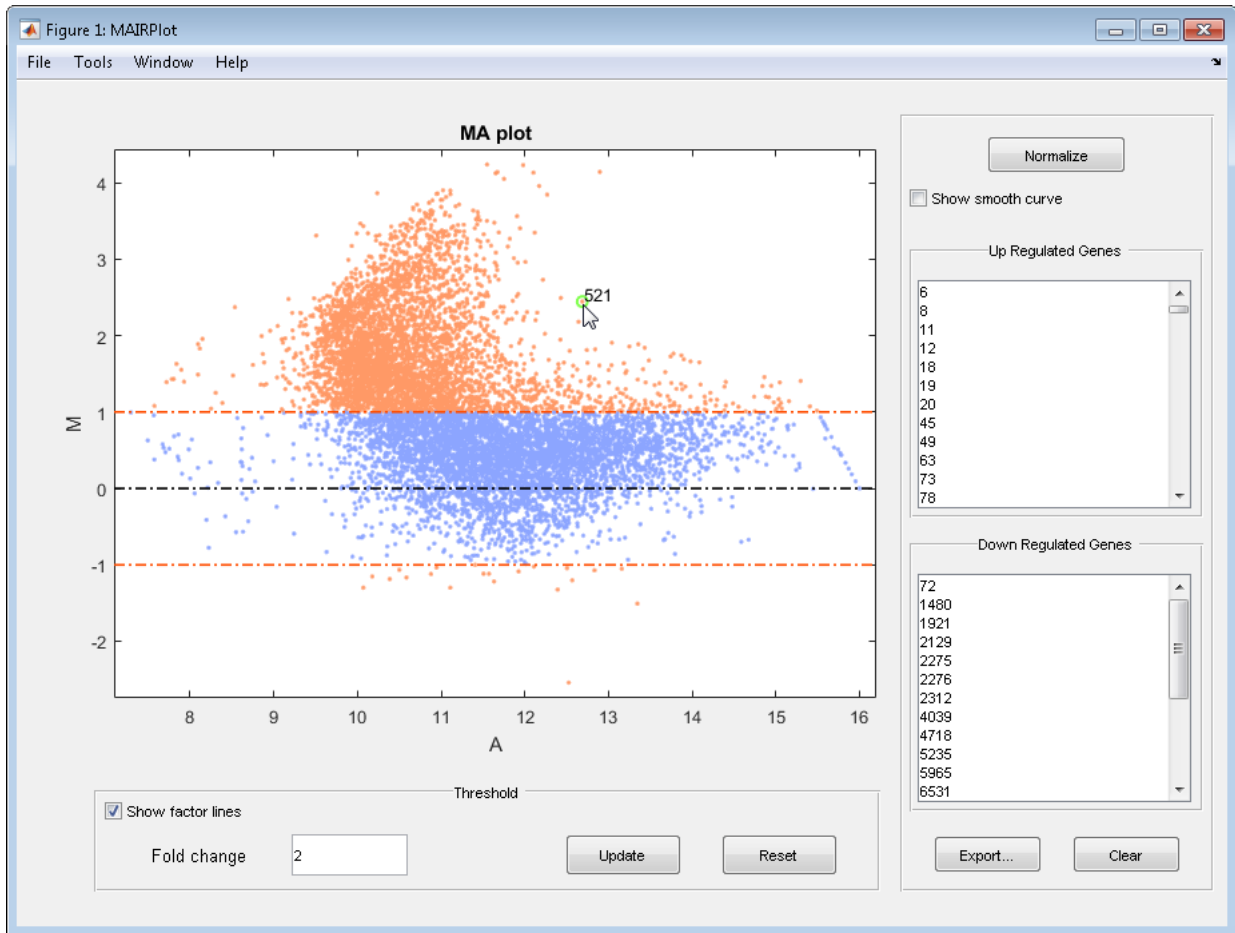 Figure 1: MAIRPlot
File Tools Window Help
MA plot
4
3
2
1
0
-1
-2
M
521
8 9 10 11 12 13 14 15 16
A
Threshold
Show factor lines
Fold change 2 Update Reset
Normalize
Show smooth curve
Up Regulated Genes
6
8
11
12
18
19
20
45
49
63
73
78
Down Regulated Genes
72
1480
1921
2129
2275
2276
2312
4039
4718
5235
5965
6531
Export... Clear